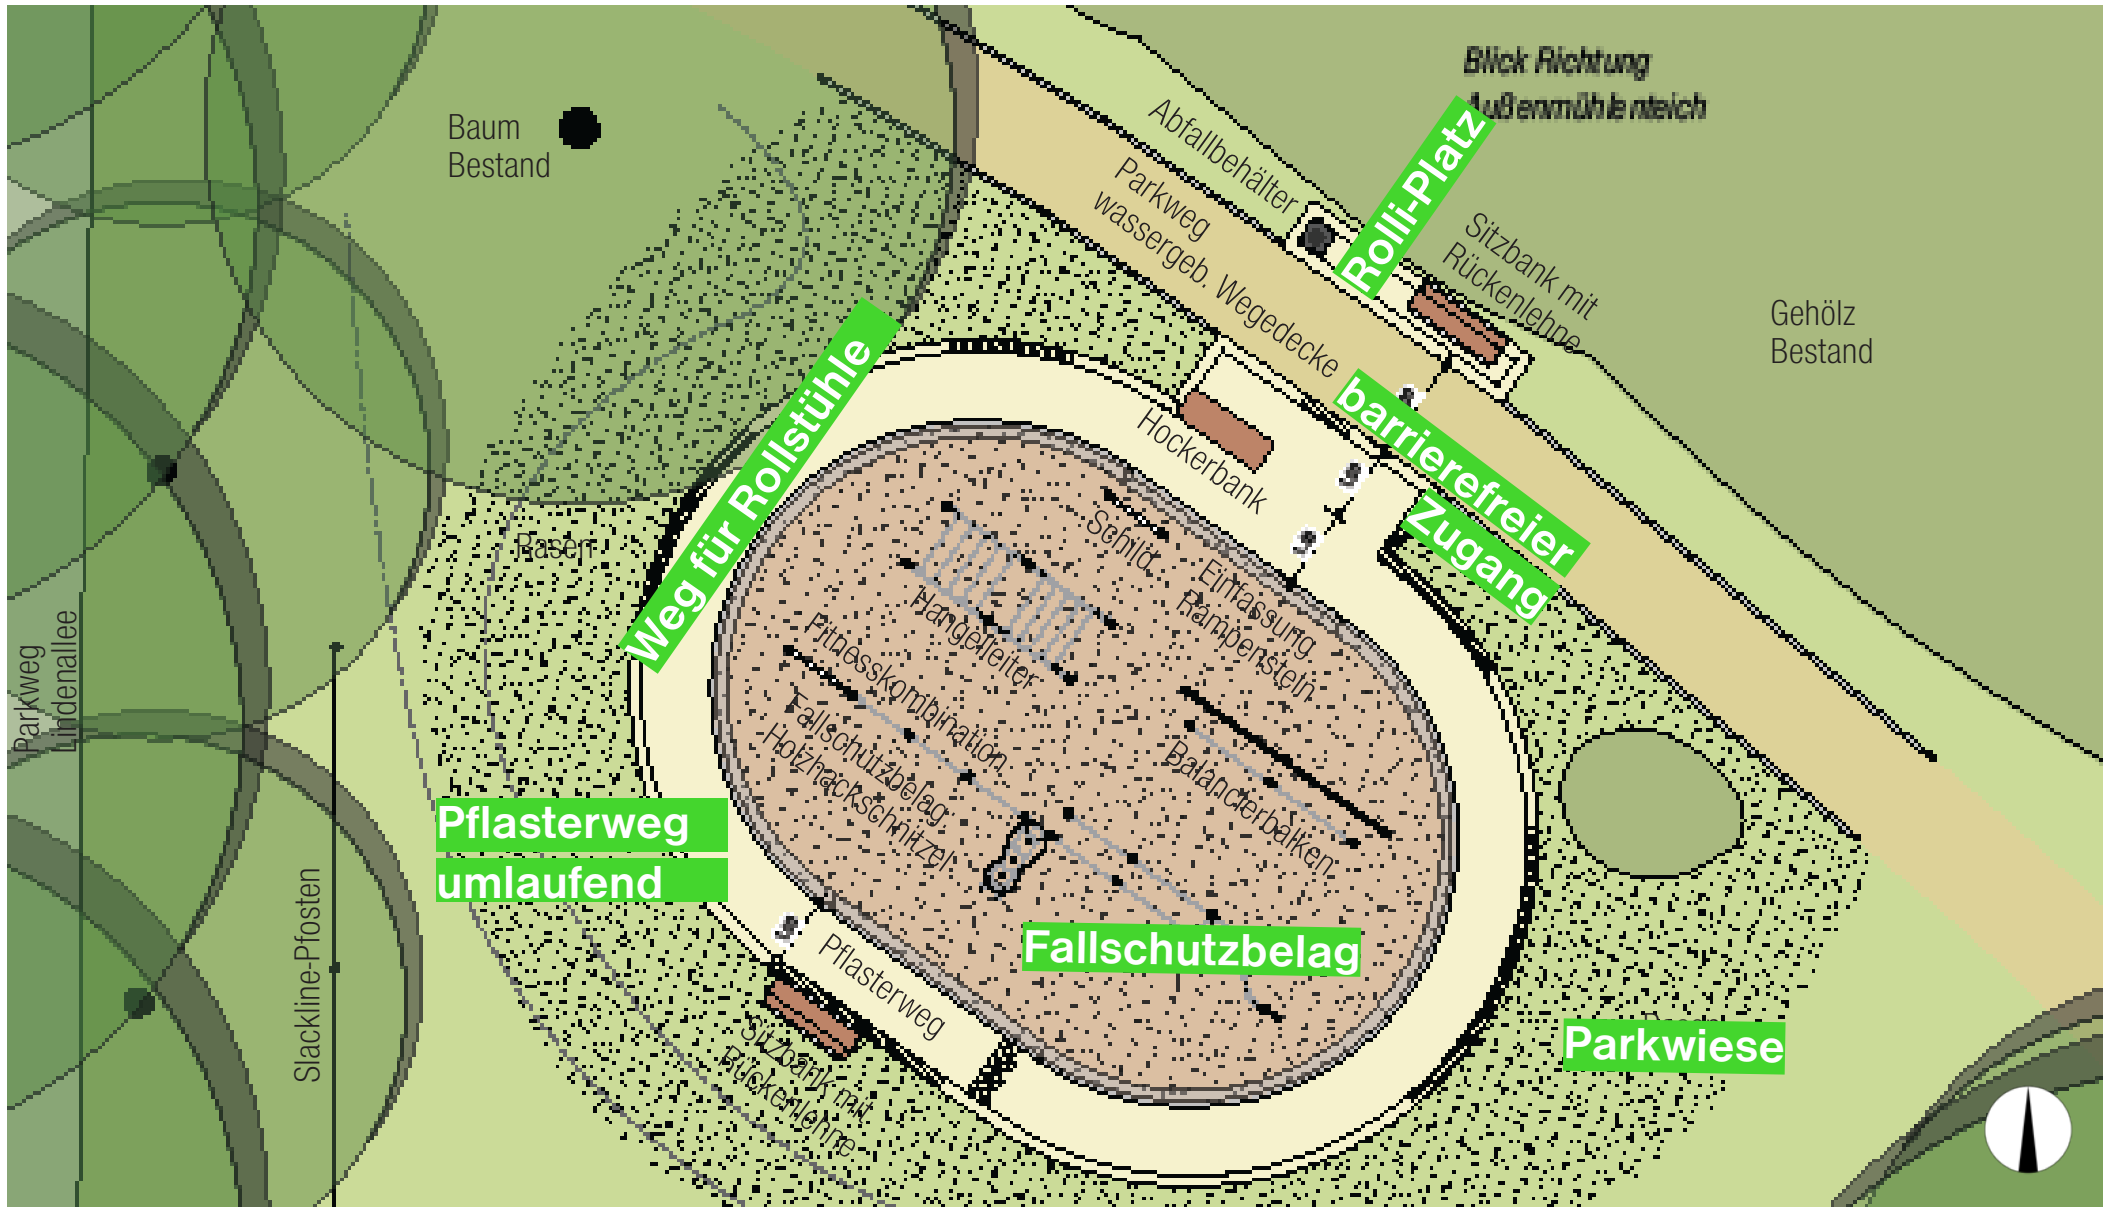 Blick Richtung
Außenmühlenteich
Baum
Bestand
Abfallbehälter
Rolli-Platz
Parkweg
wassergeb. Wegedecke
Sitzbank mit
Rückenlehne
Gehölz
Bestand
Weg für Rollstühle
barrierefreier
Zugang
Hockerbank
Schild
Einfassung
Rampenstein
Rasen
Hangelleiter
Fitnesskombination
Fallschutzbelag:
Holzhackschnitzel
Balancierbalken
Parkweg
Lindenallee
Pflasterweg
umlaufend
Slackline-Pfosten
Fallschutzbelag
Pflasterweg
Sitzbank mit
Rückenlehne
Parkwiese